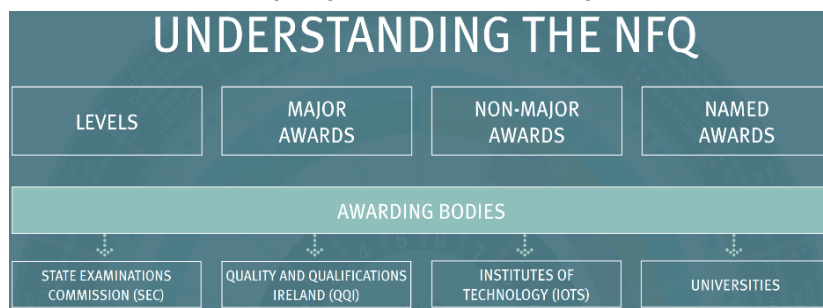 UNDERSTANDING THE NFQ
LEVELS
MAJOR
AWARDS
NON-MAJOR
AWARDS
NAMED
AWARDS
AWARDING BODIES
STATE EXAMINATIONS
COMMISSION (SEC)
QUALITY AND QUALIFICATIONS
IRELAND (QQI)
INSTITUTES OF
TECHNOLOGY (IOTS)
UNIVERSITIES